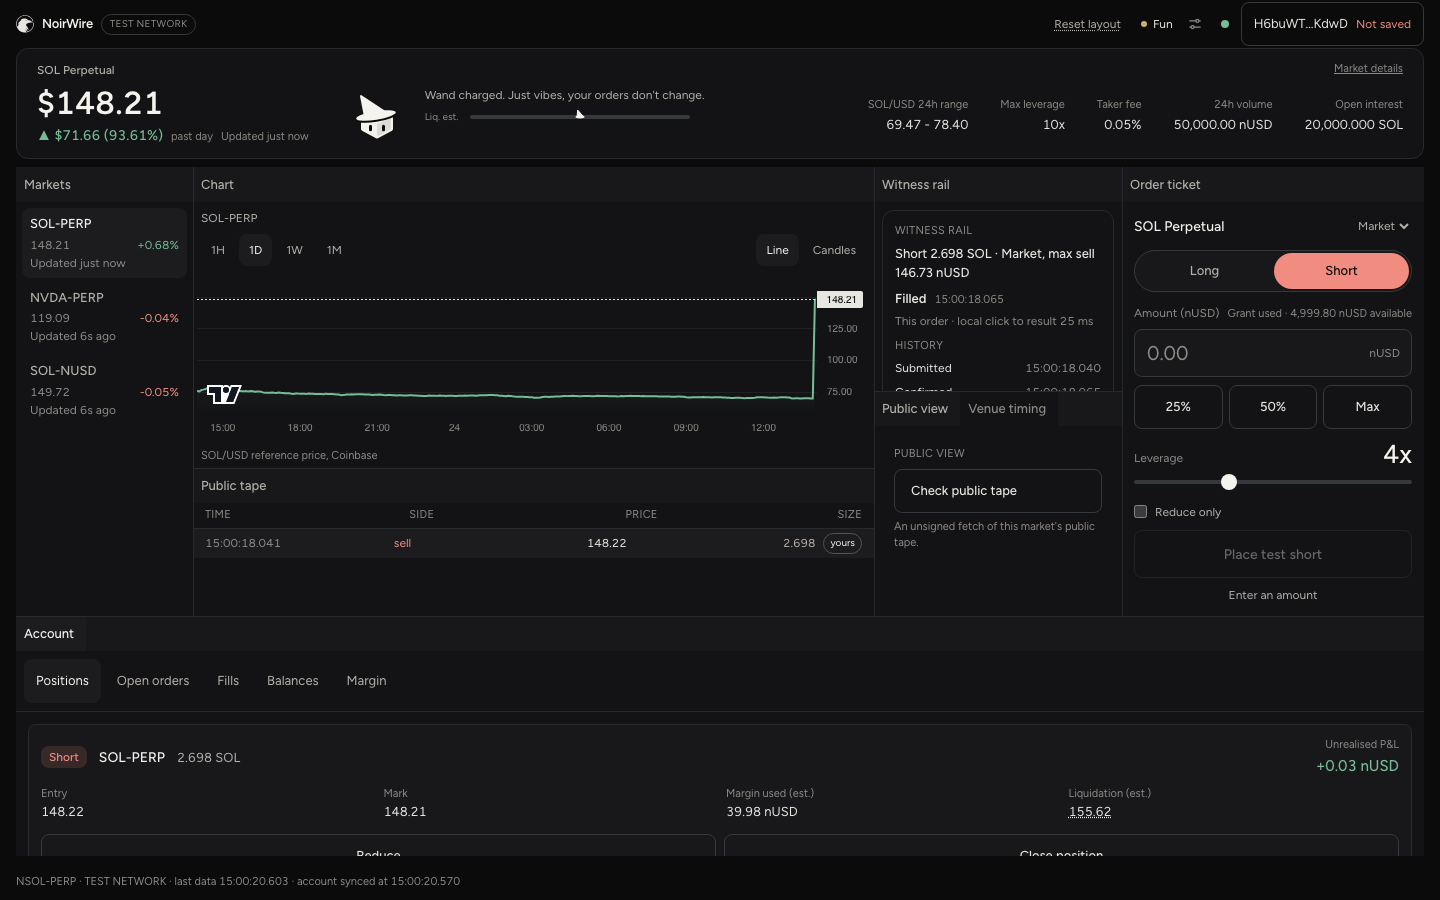 NoirWire TEST NETWORK
Reset layout Fun H6buWT...KdwD Not saved
SOL Perpetual
$148.21
▲ $71.66 (93.61%) past day Updated just now
Wand charged. Just vibes, your orders don't change.
Liq. est.
Market details
SOL/USD 24h range Max leverage Taker fee 24h volume Open interest
69.47 - 78.40 10x 0.05% 50,000.00 nUSD 20,000.000 SOL
Markets
SOL-PERP
148.21 +0.68%
Updated just now
NVDA-PERP
119.09 -0.04%
Updated 6s ago
SOL-NUSD
149.72 -0.05%
Updated 6s ago
Chart
SOL-PERP
1H 1D 1W 1M Line Candles
148.21
125.00
100.00
75.00
15:00 18:00 21:00 24 03:00 06:00 09:00 12:00
SOL/USD reference price, Coinbase
Public tape
TIME SIDE PRICE SIZE
15:00:18.041 sell 148.22 2.698 yours
Witness rail
WITNESS RAIL
Short 2.698 SOL · Market, max sell
146.73 nUSD
Filled 15:00:18.065
This order · local click to result 25 ms
HISTORY
Submitted 15:00:18.040
Confirmed 15:00:18.065
Public view Venue timing
PUBLIC VIEW
Check public tape
An unsigned fetch of this market's public
tape.
Order ticket
SOL Perpetual Market
Long Short
Amount (nUSD) Grant used · 4,999.80 nUSD available
0.00 nUSD
25% 50% Max
Leverage 4x
Reduce only
Place test short
Enter an amount
Account
Positions Open orders Fills Balances Margin
Short SOL-PERP 2.698 SOL
Unrealised P&L
+0.03 nUSD
Entry Mark Margin used (est.) Liquidation (est.)
148.22 148.21 39.98 nUSD 155.62
Reduce Close position
NSOL-PERP · TEST NETWORK · last data 15:00:20.603 · account synced at 15:00:20.570